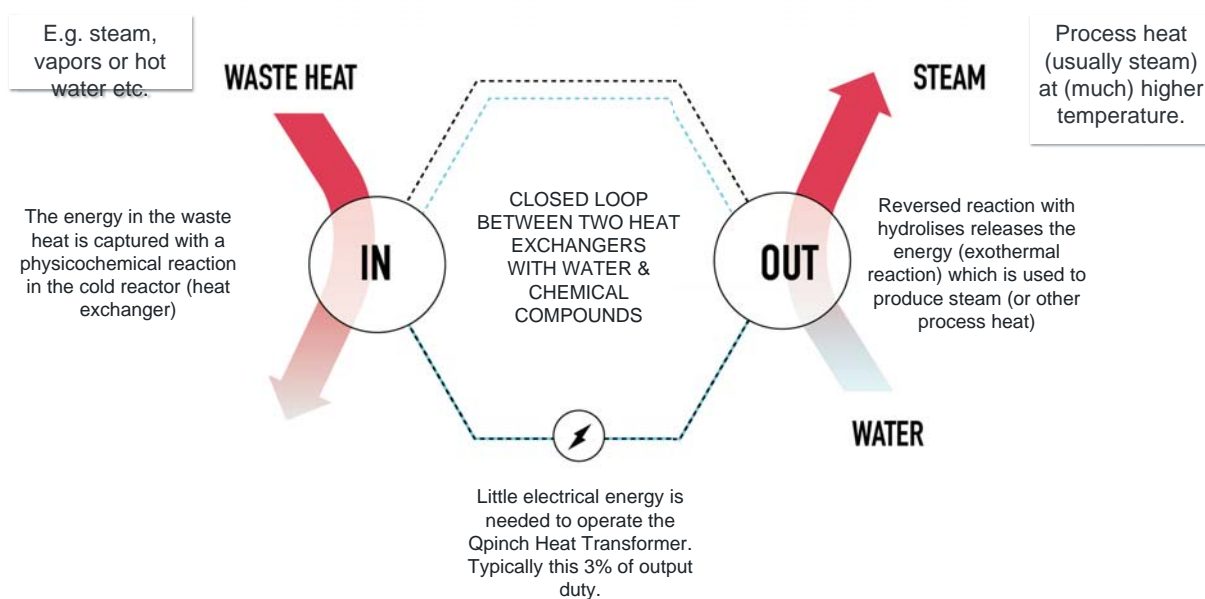 E.g. steam,
vapors or hot
water etc.
WASTE HEAT
STEAM
Process heat
(usually steam)
at (much) higher
temperature.
The energy in the waste
heat is captured with a
physicochemical reaction
in the cold reactor (heat
exchanger)
IN
CLOSED LOOP
BETWEEN TWO HEAT
EXCHANGERS
WITH WATER &
CHEMICAL
COMPOUNDS
OUT
Reversed reaction with
hydrolises releases the
energy (exothermal
reaction) which is used to
produce steam (or other
process heat)
WATER
Little electrical energy is
needed to operate the
Qpinch Heat Transformer.
Typically this 3% of output
duty.